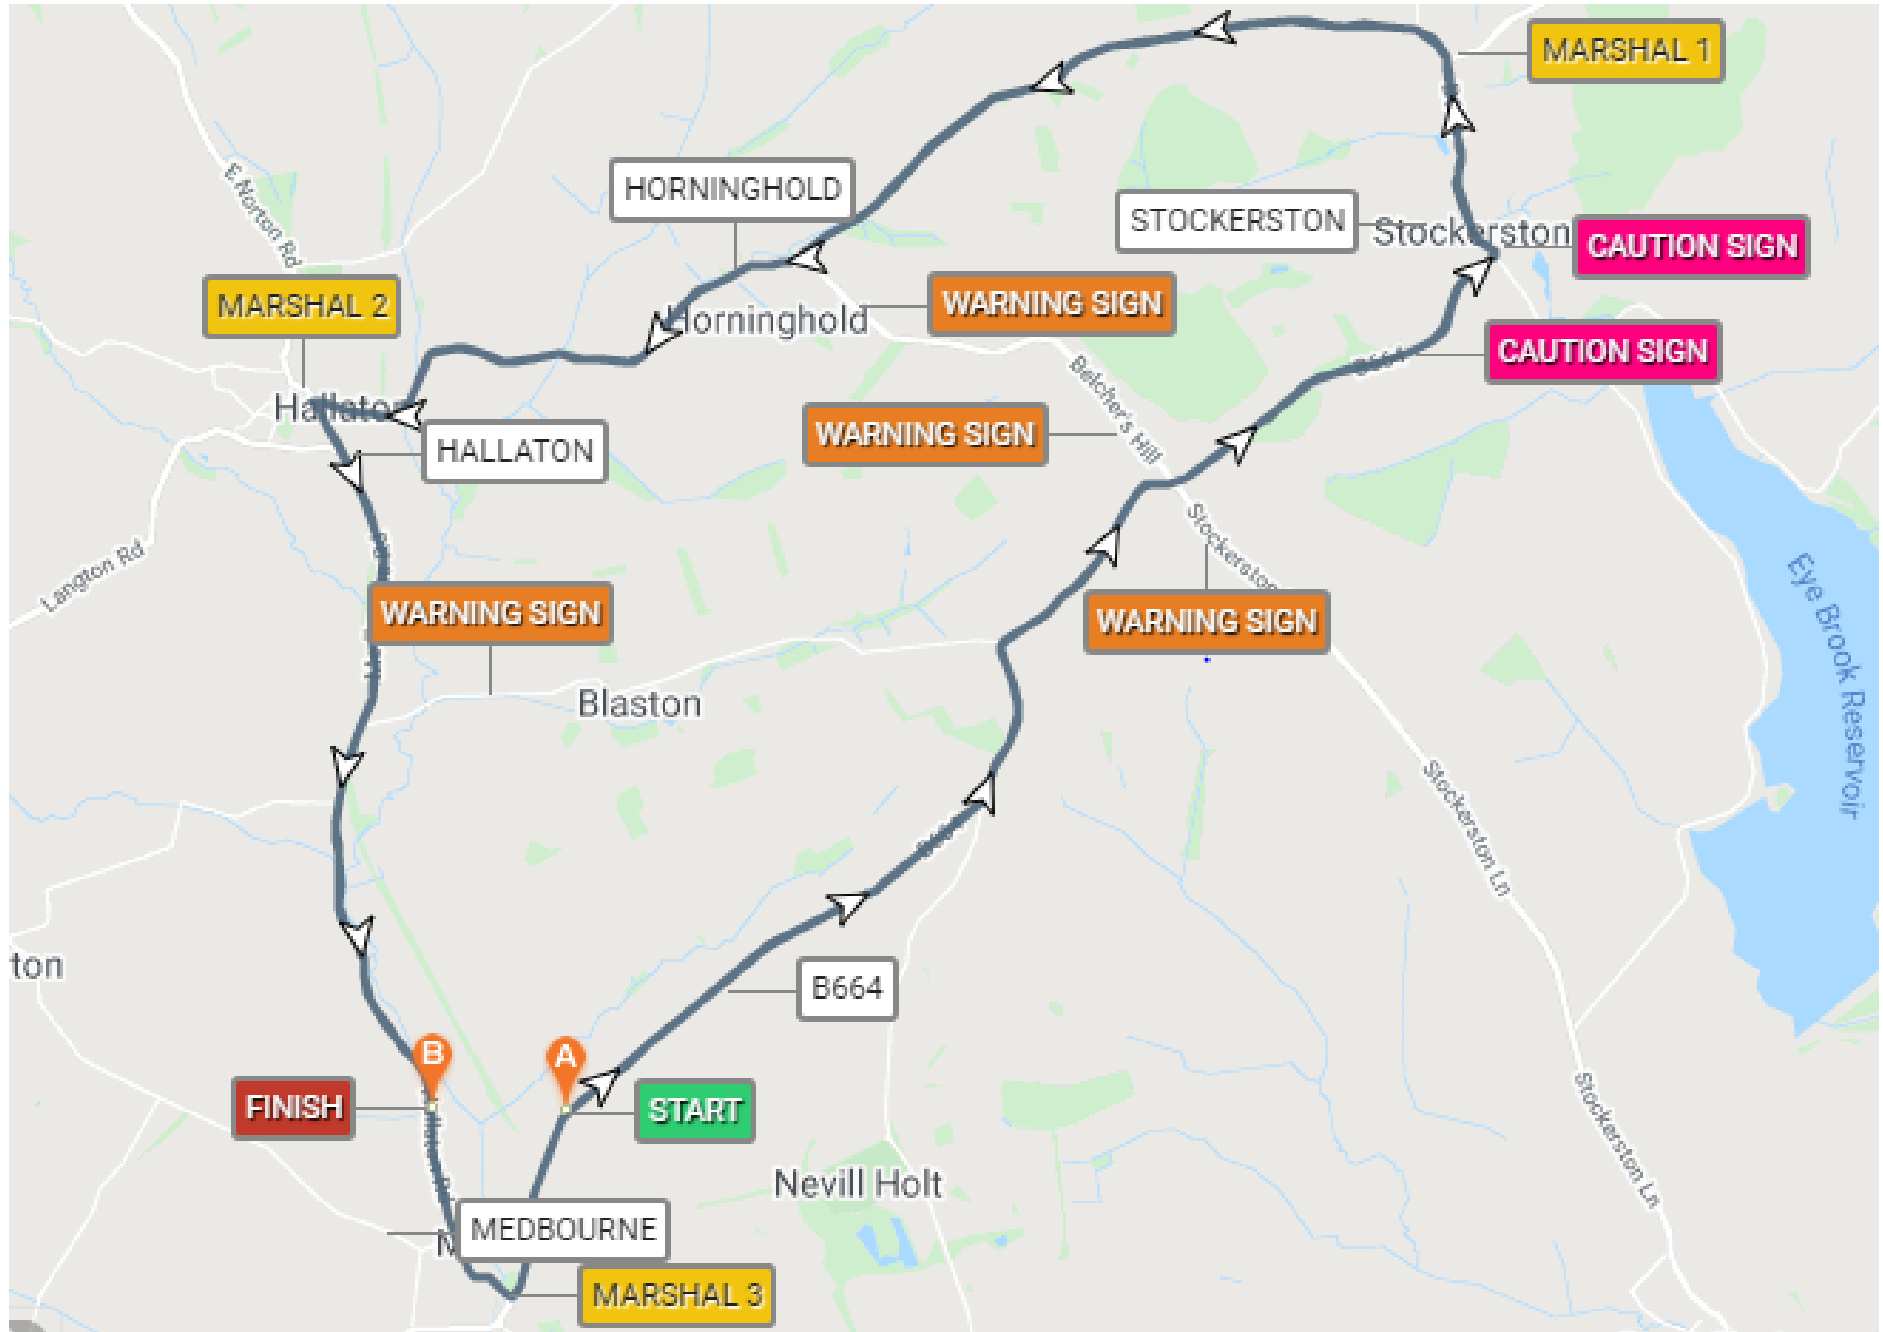 MARSHAL 1
E Norton Rd
HORNINGHOLD
STOCKERSTON
Stockerston
CAUTION SIGN
MARSHAL 2
WARNING SIGN
Horninghold
CAUTION SIGN
B664
Belcher's Hill
Hallaton
WARNING SIGN
HALLATON
Stockerston
Langton Rd
WARNING SIGN
WARNING SIGN
Eye Brook Reservoir
Blaston
Stockerston Ln
ton
B664
B
A
FINISH
START
Stockerston Ln
Nevill Holt
MEDBOURNE
M
MARSHAL 3